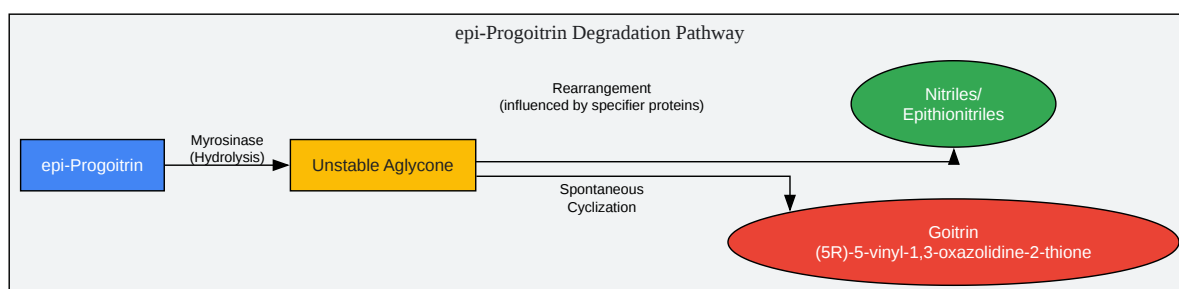 epi-Progoitrin Degradation Pathway
Rearrangement
(influenced by specifier proteins)
Nitriles/
Epithionitriles
Myrosinase
(Hydrolysis)
epi-Progoitrin
Unstable Aglycone
Spontaneous
Cyclization
Goitrin
(5R)-5-vinyl-1,3-oxazolidine-2-thione